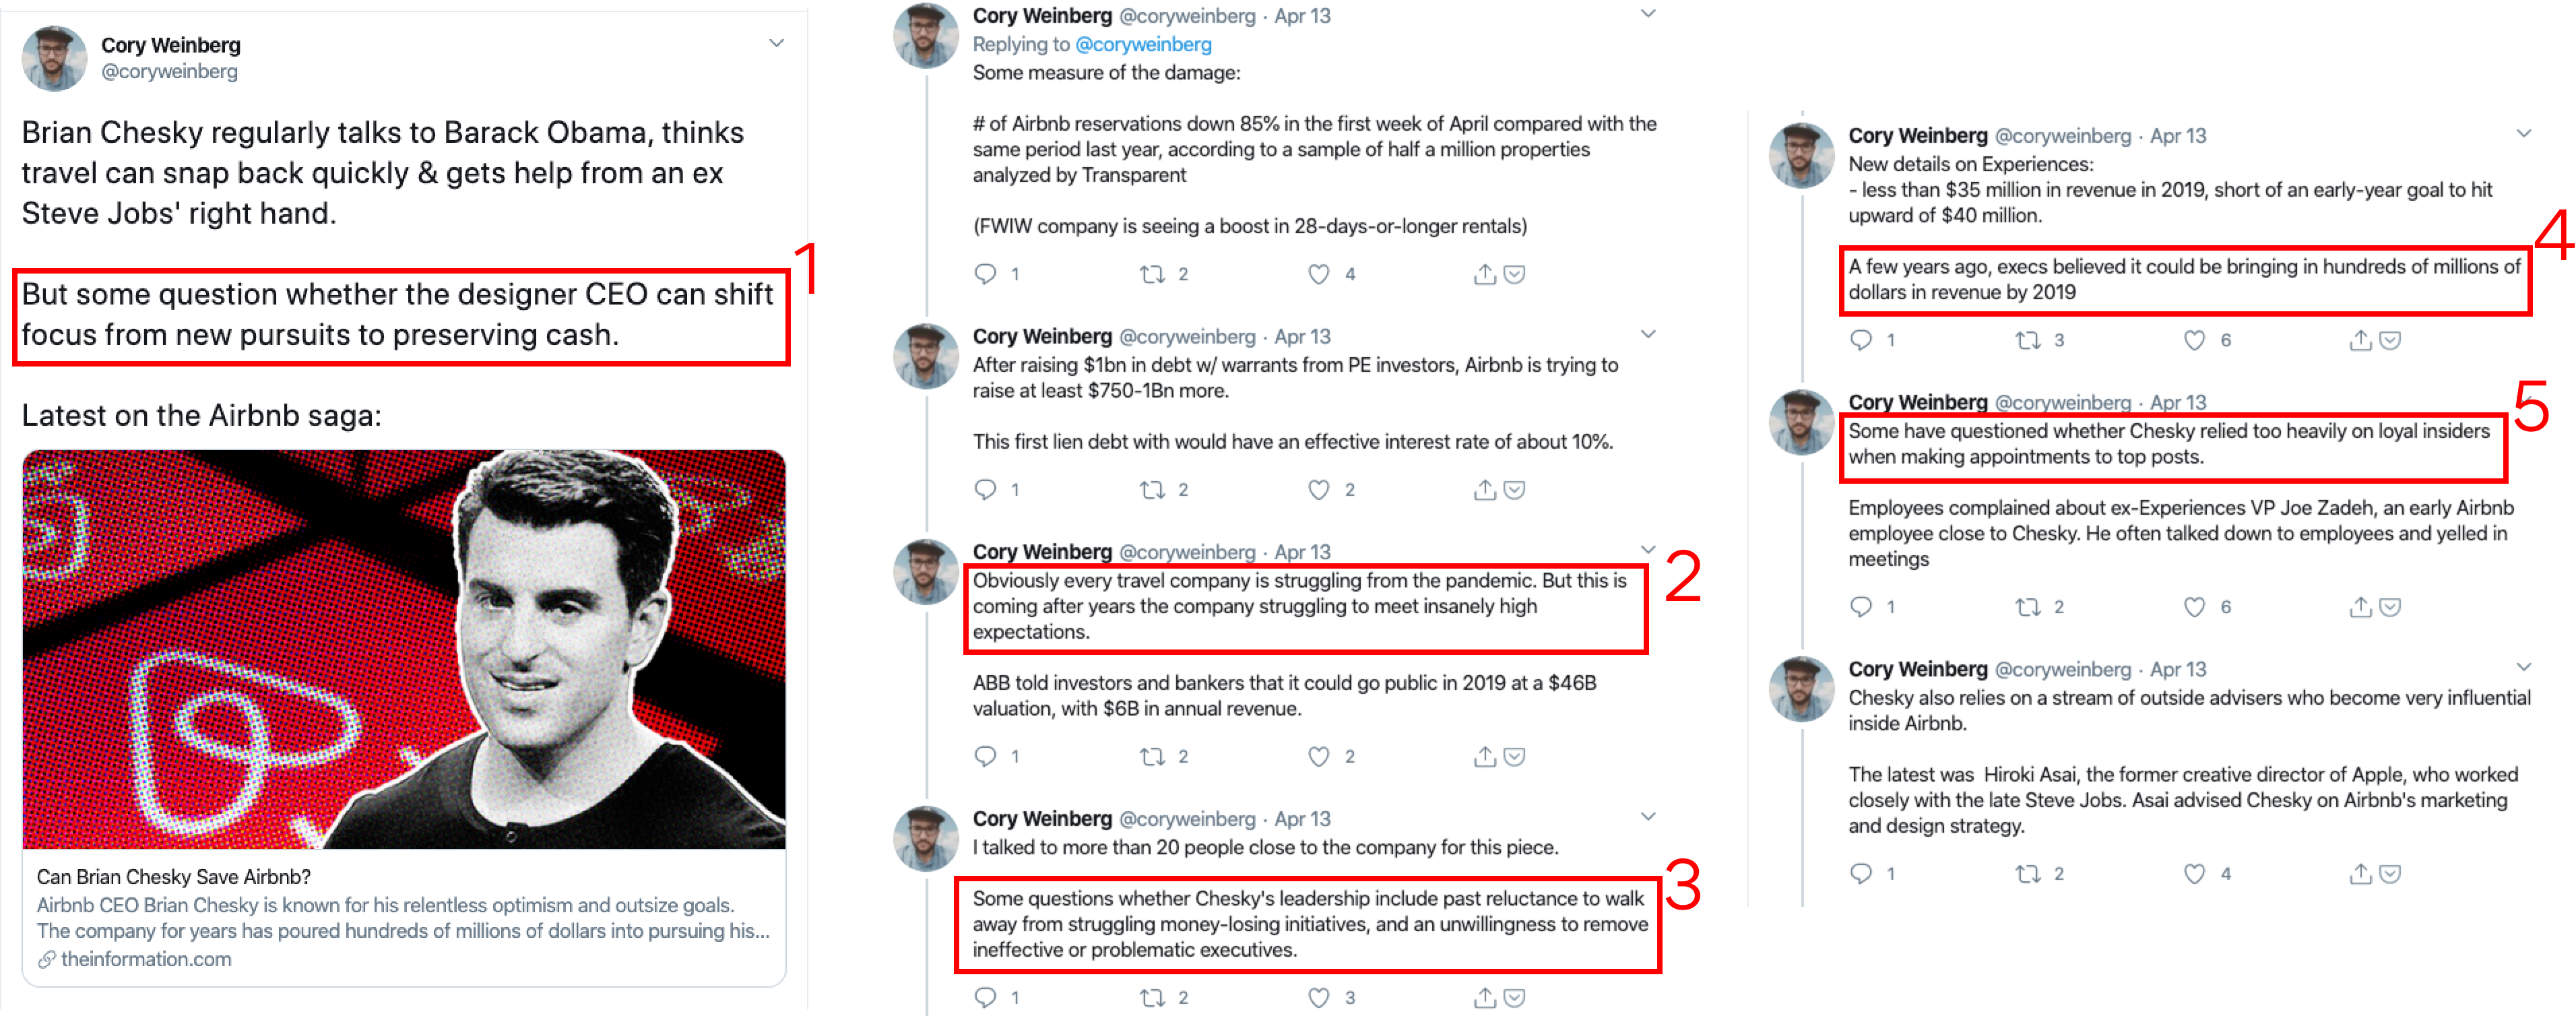 Cory Weinberg
@coryweinberg
Brian Chesky regularly talks to Barack Obama, thinks
travel can snap back quickly & gets help from an ex
Steve Jobs' right hand.
But some question whether the designer CEO can shift
focus from new pursuits to preserving cash.
1
Latest on the Airbnb saga:
Can Brian Chesky Save Airbnb?
Airbnb CEO Brian Chesky is known for his relentless optimism and outsize goals.
The company for years has poured hundreds of millions of dollars into pursuing his...
theinformation.com
Cory Weinberg @coryweinberg · Apr 13
Replying to @coryweinberg
Some measure of the damage:
# of Airbnb reservations down 85% in the first week of April compared with the
same period last year, according to a sample of half a million properties
analyzed by Transparent
(FWIW company is seeing a boost in 28-days-or-longer rentals)
1 2 4
Cory Weinberg @coryweinberg · Apr 13
After raising $1bn in debt w/ warrants from PE investors, Airbnb is trying to
raise at least $750-1Bn more.
This first lien debt with would have an effective interest rate of about 10%.
1 2 2
Cory Weinberg @coryweinberg · Apr 13
Obviously every travel company is struggling from the pandemic. But this is
coming after years the company struggling to meet insanely high
expectations.
2
ABB told investors and bankers that it could go public in 2019 at a $46B
valuation, with $6B in annual revenue.
1 2 2
Cory Weinberg @coryweinberg · Apr 13
I talked to more than 20 people close to the company for this piece.
Some questions whether Chesky's leadership include past reluctance to walk
away from struggling money-losing initiatives, and an unwillingness to remove
ineffective or problematic executives.
3
1 2 3
Cory Weinberg @coryweinberg · Apr 13
New details on Experiences:
- less than $35 million in revenue in 2019, short of an early-year goal to hit
upward of $40 million.
A few years ago, execs believed it could be bringing in hundreds of millions of
dollars in revenue by 2019
4
1 3 6
Cory Weinberg @coryweinberg · Apr 13
Some have questioned whether Chesky relied too heavily on loyal insiders
when making appointments to top posts.
5
Employees complained about ex-Experiences VP Joe Zadeh, an early Airbnb
employee close to Chesky. He often talked down to employees and yelled in
meetings
1 2 6
Cory Weinberg @coryweinberg · Apr 13
Chesky also relies on a stream of outside advisers who become very influential
inside Airbnb.
The latest was  Hiroki Asai, the former creative director of Apple, who worked
closely with the late Steve Jobs. Asai advised Chesky on Airbnb's marketing
and design strategy.
1 2 4